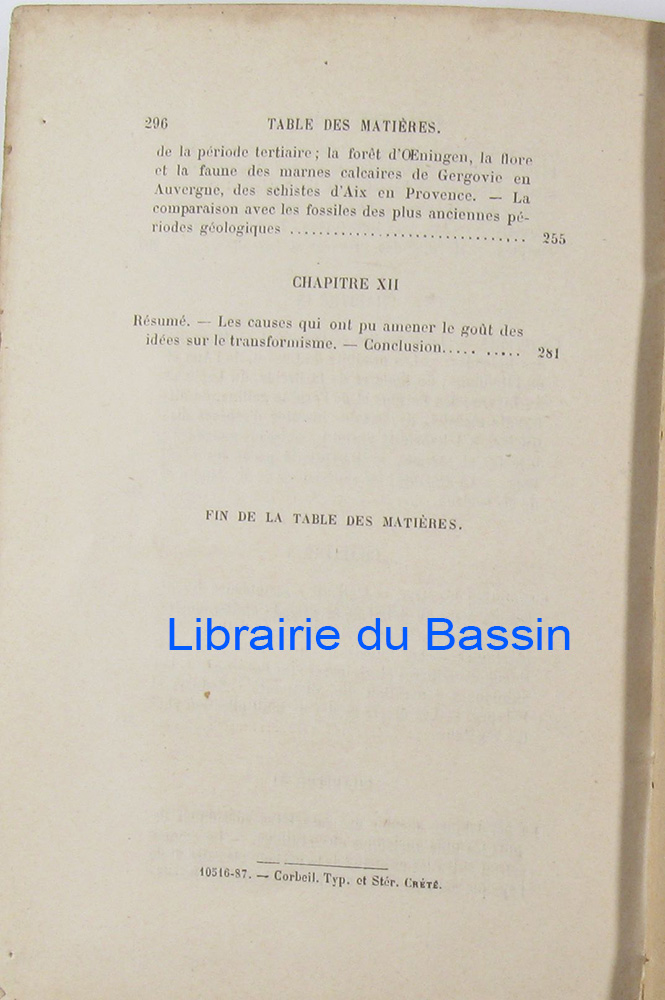 296 TABLE DES MATIÈRES.
de la période tertiaire ; la forêt d'Œningen, la flore
et la faune des marnes calcaires de Gergovie en
Auvergne, des schistes d'Aix en Provence. — La
comparaison avec les fossiles des plus anciennes pé-
riodes géologiques .............................. 255
CHAPITRE XII
Résumé. — Les causes qui ont pu amener le goût des
idées sur le transformisme. — Conclusion..... ..... 281
FIN DE LA TABLE DES MATIÈRES.
Librairie du Bassin
10516-87. — Corbeil. Typ. et Stér. CRÉTÉ.